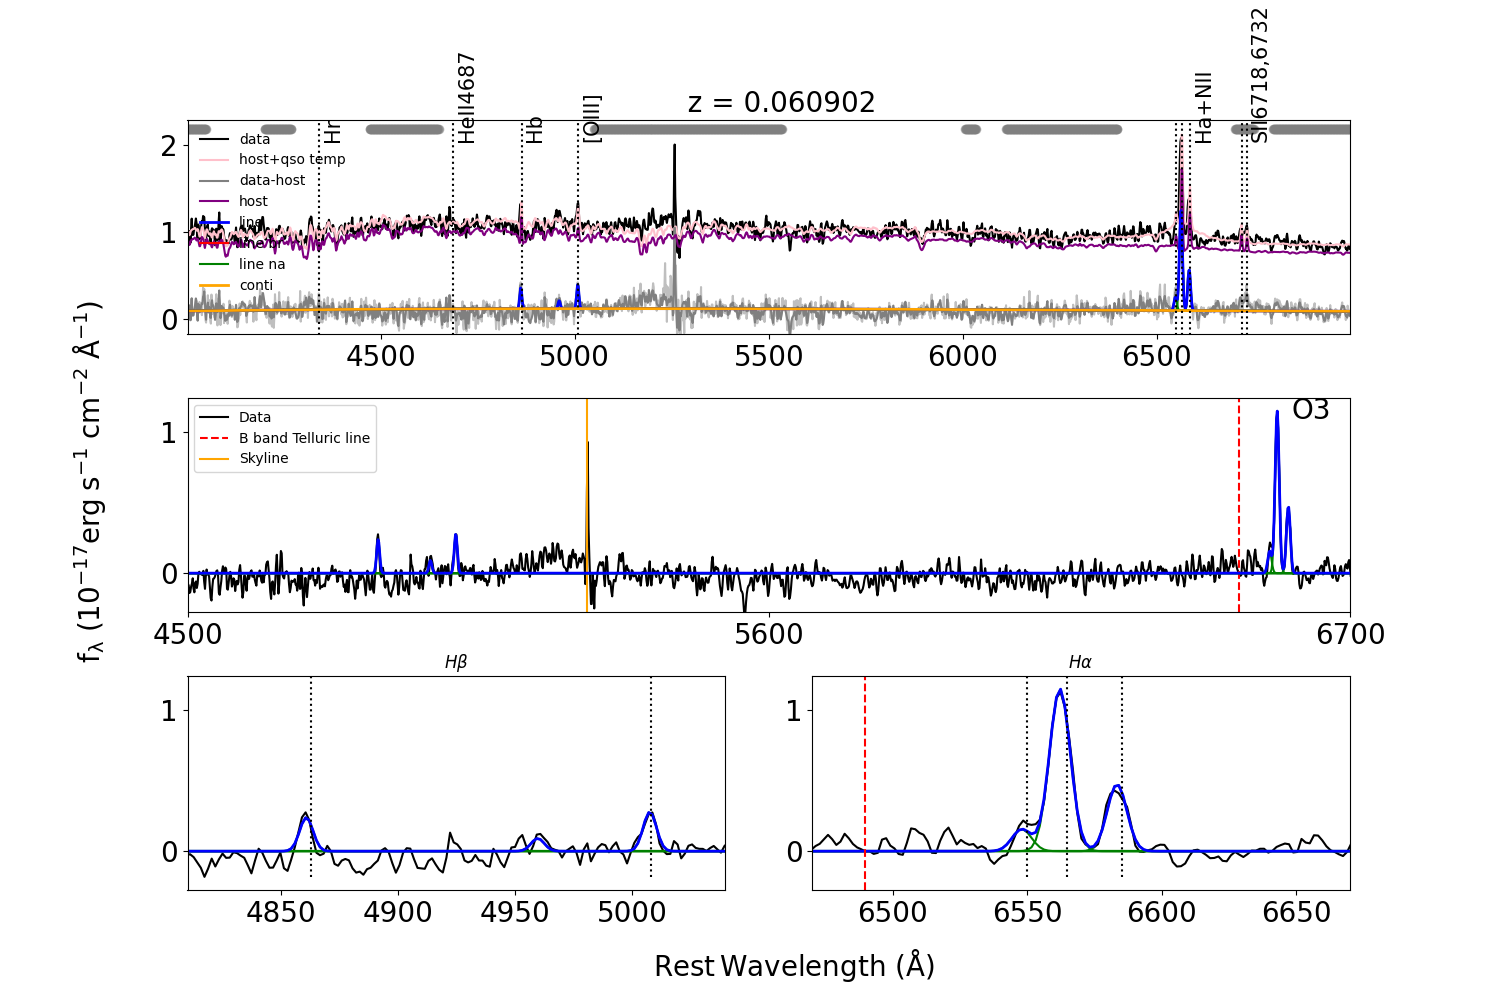 z = 0.060902
Hr
HeII4687
Hb
[OIII]
Ha+NII
SII6718,6732
data
host+qso temp
data-host
host
line
line br
line na
conti
2
1
0
4500 5000 5500 6000 6500
fλ (10⁻¹⁷erg s⁻¹ cm⁻² Å⁻¹)
Data
B band Telluric line
Skyline
O3
1
0
4500 5600 6700
Hβ
1
0
4850 4900 4950 5000
Hα
1
0
6500 6550 6600 6650
Rest Wavelength (Å)